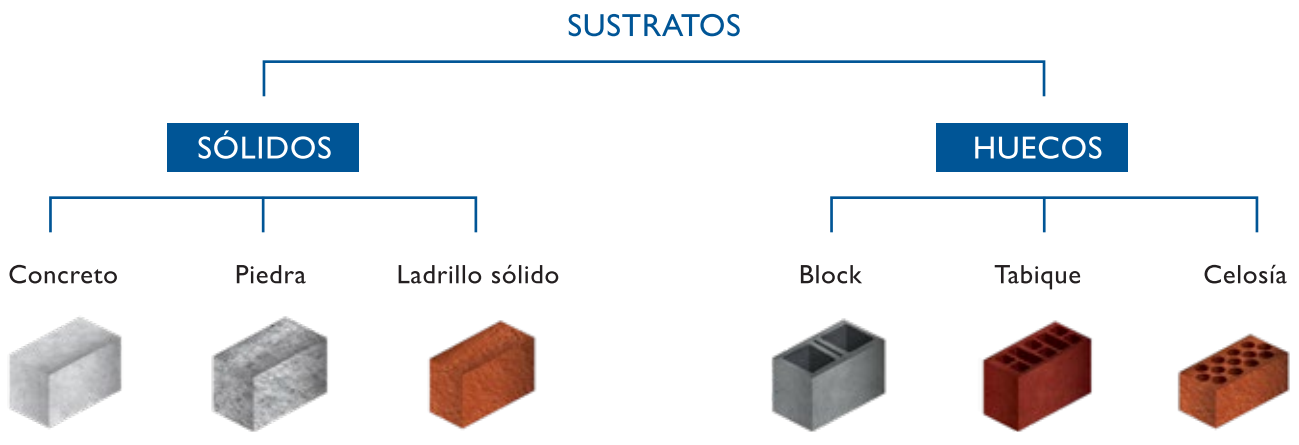 SUSTRATOS
SÓLIDOS
HUECOS
Concreto
Piedra
Ladrillo sólido
Block
Tabique
Celosía